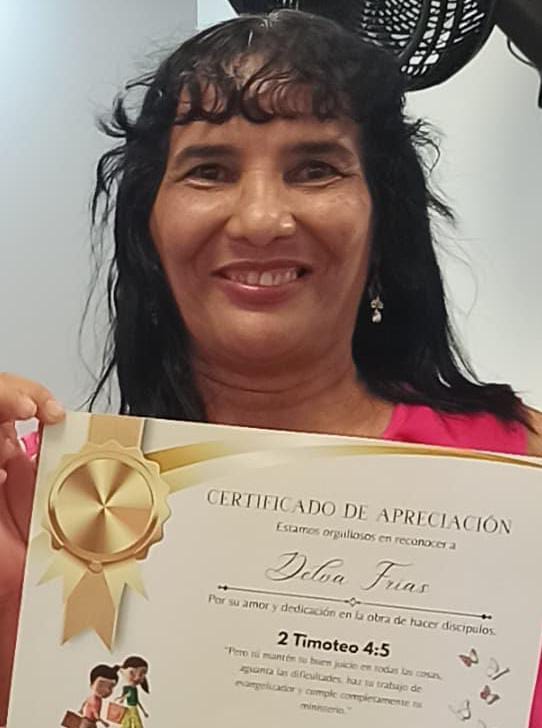 CERTIFICADO DE APRECIACIÓN
Estamos orgullosos en reconocer a
Delva Frias
Por su amor y dedicación en la obra de hacer discípulos.
2 Timoteo 4:5
"Pero tú mantén tu buen juicio en todas las cosas,
aguanta las dificultades, haz tu trabajo de
evangelizador y cumple completamente tu
ministerio."